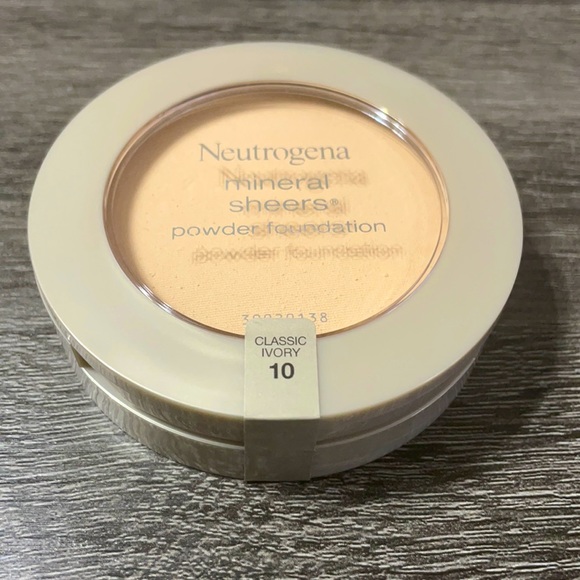 Neutrogena
mineral
sheers®
powder foundation
CLASSIC
IVORY
10